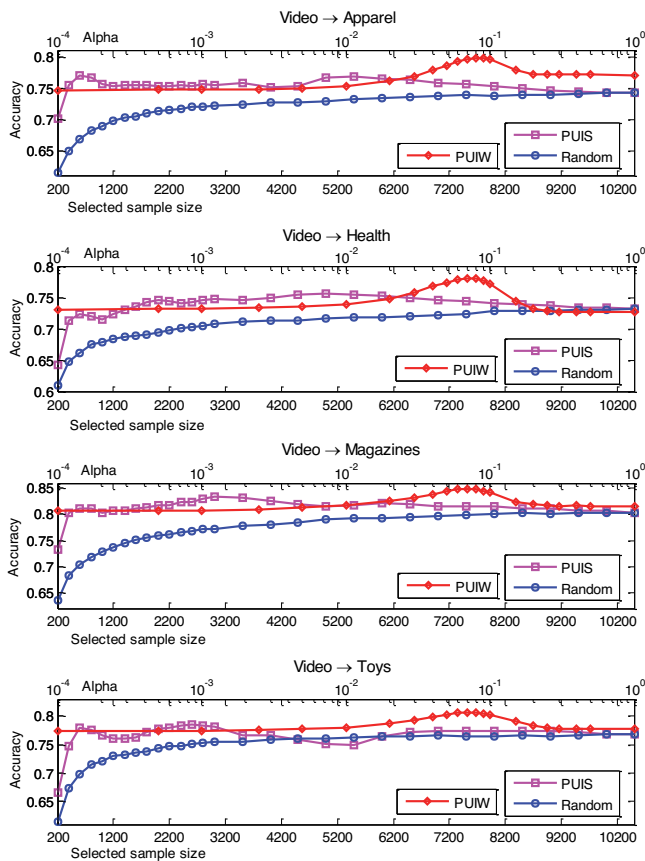 Video → Apparel
10^-4 Alpha 10^-3 10^-2 10^-1 10^0
0.8
0.75
0.7
0.65
Accuracy
PUIW
PUIS
Random
200 1200 2200 3200 4200 5200 6200 7200 8200 9200 10200
Selected sample size
Video → Health
10^-4 Alpha 10^-3 10^-2 10^-1 10^0
0.8
0.75
0.7
0.65
0.6
Accuracy
PUIW
PUIS
Random
200 1200 2200 3200 4200 5200 6200 7200 8200 9200 10200
Selected sample size
Video → Magazines
10^-4 Alpha 10^-3 10^-2 10^-1 10^0
0.85
0.8
0.75
0.7
0.65
Accuracy
PUIW
PUIS
Random
200 1200 2200 3200 4200 5200 6200 7200 8200 9200 10200
Selected sample size
Video → Toys
10^-4 Alpha 10^-3 10^-2 10^-1 10^0
0.8
0.75
0.7
0.65
Accuracy
PUIW
PUIS
Random
200 1200 2200 3200 4200 5200 6200 7200 8200 9200 10200
Selected sample size